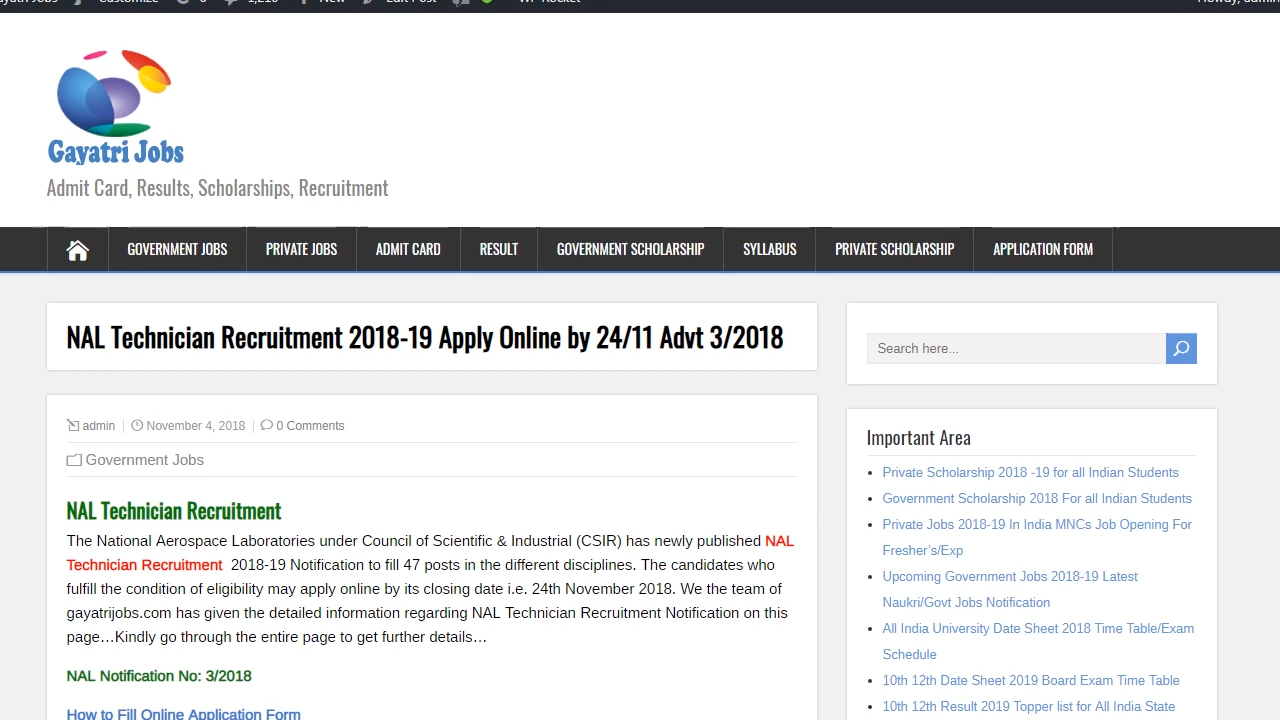 Customize
New
Gayatri Jobs
Admit Card, Results, Scholarships, Recruitment
GOVERNMENT JOBS PRIVATE JOBS ADMIT CARD RESULT GOVERNMENT SCHOLARSHIP SYLLABUS PRIVATE SCHOLARSHIP APPLICATION FORM
NAL Technician Recruitment 2018-19 Apply Online by 24/11 Advt 3/2018
admin November 4, 2018 0 Comments
Government Jobs
NAL Technician Recruitment
The National Aerospace Laboratories under Council of Scientific & Industrial (CSIR) has newly published NAL
Technician Recruitment 2018-19 Notification to fill 47 posts in the different disciplines. The candidates who
fulfill the condition of eligibility may apply online by its closing date i.e. 24th November 2018. We the team of
gayatrijobs.com has given the detailed information regarding NAL Technician Recruitment Notification on this
page…Kindly go through the entire page to get further details…
NAL Notification No: 3/2018
How to Fill Online Application Form
Search here...
Important Area
Private Scholarship 2018 -19 for all Indian Students
Government Scholarship 2018 For all Indian Students
Private Jobs 2018-19 In India MNCs Job Opening For
Fresher's/Exp
Upcoming Government Jobs 2018-19 Latest
Naukri/Govt Jobs Notification
All India University Date Sheet 2018 Time Table/Exam
Schedule
10th 12th Date Sheet 2019 Board Exam Time Table
10th 12th Result 2019 Topper list for All India State